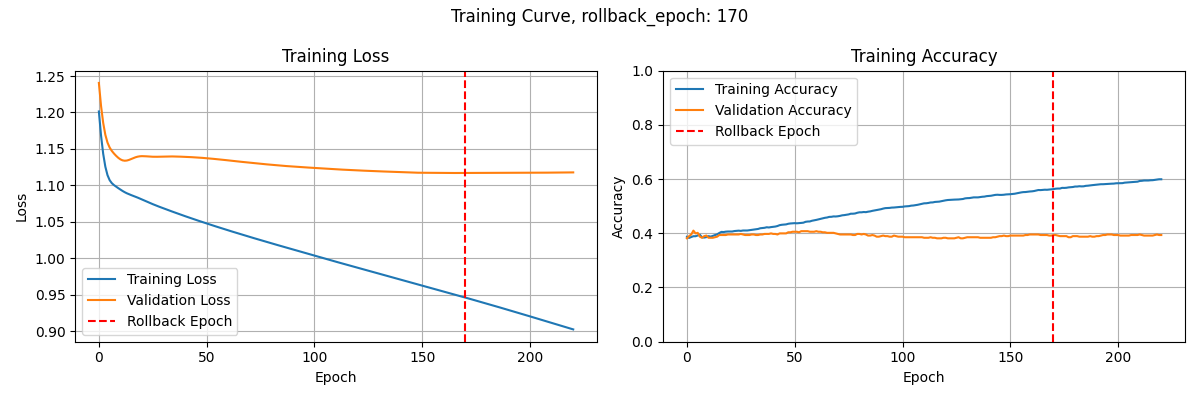 Training Curve, rollback_epoch: 170
Training Loss
1.25
1.20
1.15
1.10
1.05
1.00
0.95
0.90
Loss
Training Loss
Validation Loss
Rollback Epoch
0 50 100 150 200
Epoch
Training Accuracy
1.0
0.8
0.6
0.4
0.2
0.0
Accuracy
Training Accuracy
Validation Accuracy
Rollback Epoch
0 50 100 150 200
Epoch